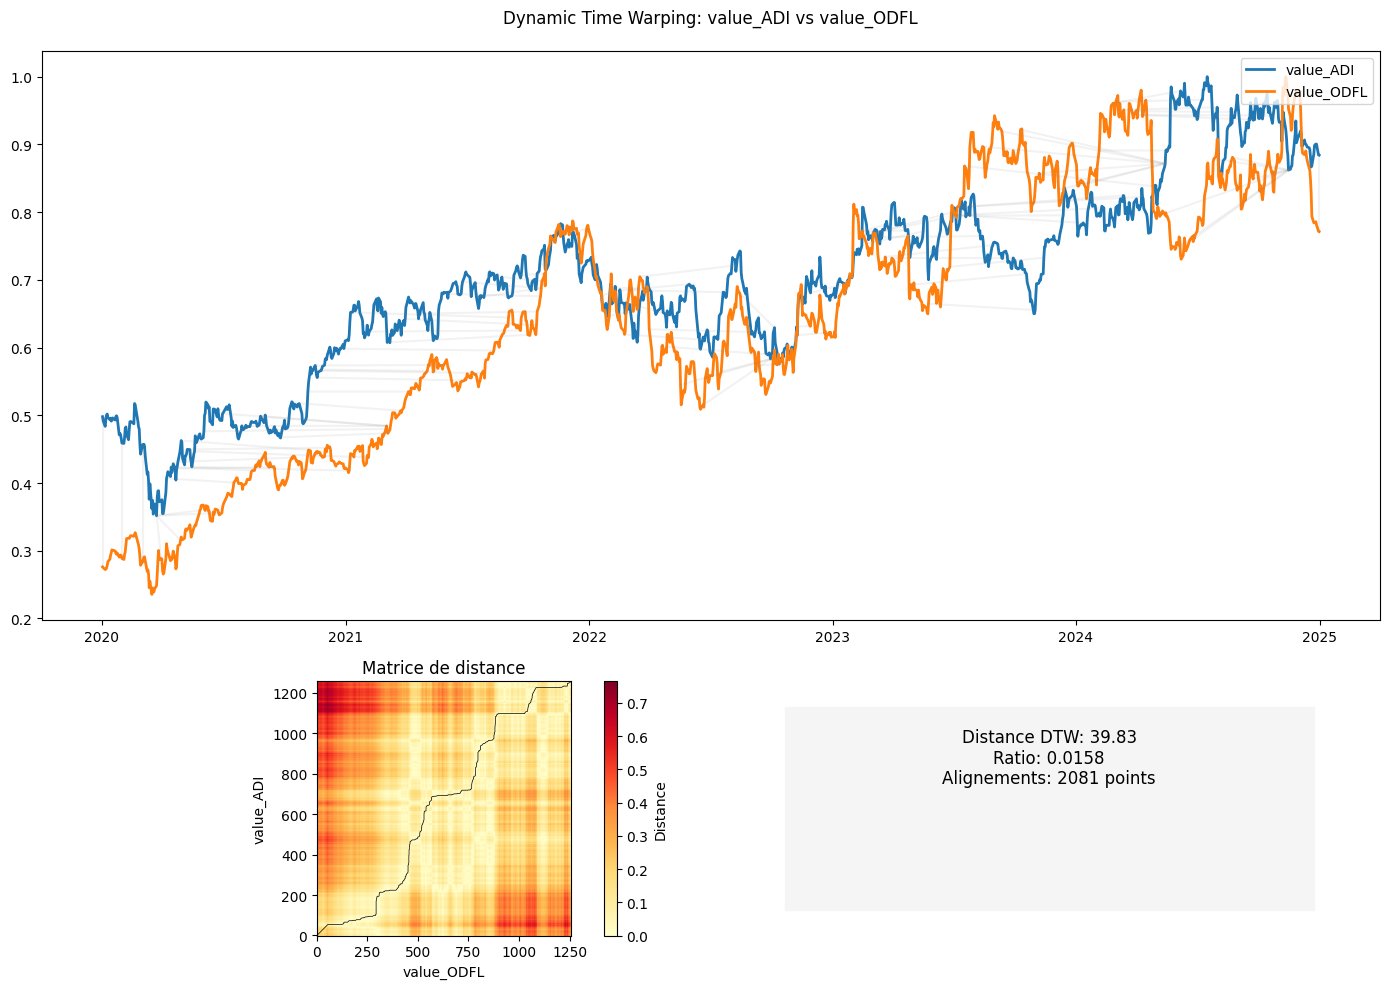 Dynamic Time Warping: value_ADI vs value_ODFL
1.0
0.9
0.8
0.7
0.6
0.5
0.4
0.3
0.2
value_ADI
value_ODFL
2020 2021 2022 2023 2024 2025
Matrice de distance
1200
1000
800
600
400
200
0
value_ADI
0 250 500 750 1000 1250
value_ODFL
0.7
0.6
0.5
0.4
0.3
0.2
0.1
0.0
Distance
Distance DTW: 39.83
Ratio: 0.0158
Alignements: 2081 points